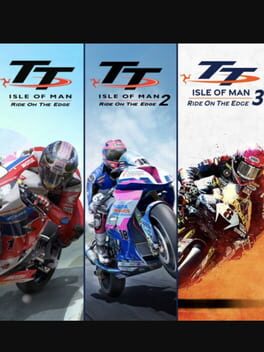 TT
ISLE OF MAN
RIDE ON THE EDGE
TT
ISLE OF MAN
RIDE ON THE EDGE 2
TT
ISLE OF MAN
RIDE ON THE EDGE 3